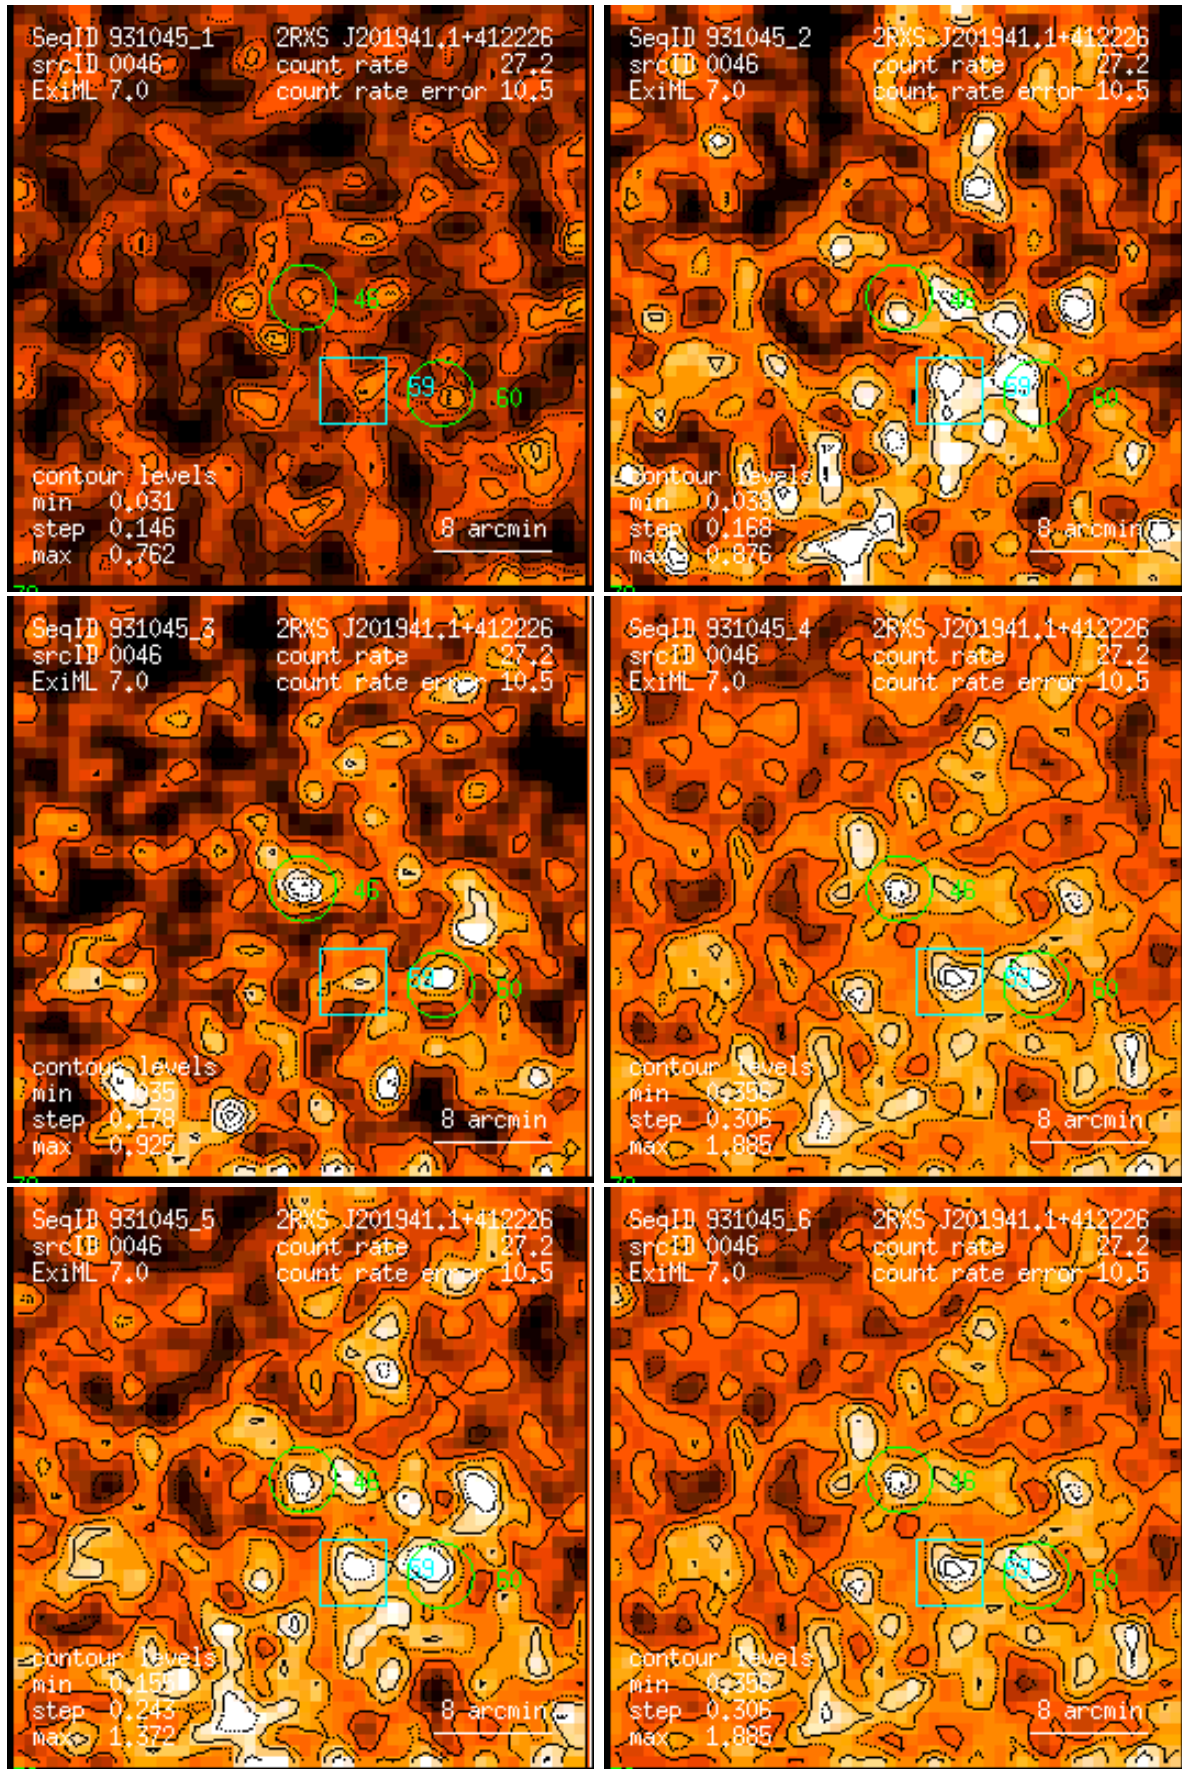 SeqID 931045_1 2RXS J201941.1+412226
srcID 0046 count rate 27.2
ExiML 7.0 count rate error 10.5
46
59
60
contour levels
min 0.031
step 0.146
max 0.762
8 arcmin
SeqID 931045_2 2RXS J201941.1+412226
srcID 0046 count rate 27.2
ExiML 7.0 count rate error 10.5
46
59
60
contour levels
min 0.038
step 0.168
max 0.876
8 arcmin
SeqID 931045_3 2RXS J201941.1+412226
srcID 0046 count rate 27.2
ExiML 7.0 count rate error 10.5
46
59
60
contour levels
min
step 0.178
max 0.925
8 arcmin
SeqID 931045_4 2RXS J201941.1+412226
srcID 0046 count rate 27.2
ExiML 7.0 count rate error 10.5
46
59
60
contour levels
min 0.356
step 0.306
max 1.885
8 arcmin
SeqID 931045_5 2RXS J201941.1+412226
srcID 0046 count rate 27.2
ExiML 7.0 count rate error 10.5
46
59
60
contour levels
min 0.155
step 0.243
max 1.372
8 arcmin
SeqID 931045_6 2RXS J201941.1+412226
srcID 0046 count rate 27.2
ExiML 7.0 count rate error 10.5
46
59
60
contour levels
min 0.356
step 0.306
max 1.885
8 arcmin